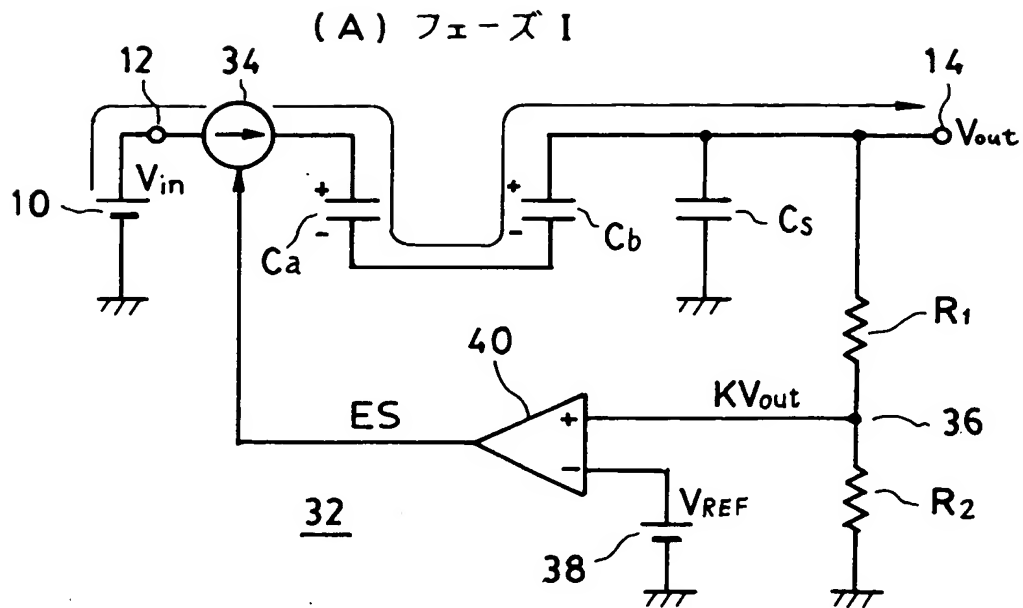 (A) フェーズ I
34
12
14
Vin
Vout
10
+
-
Ca
+
-
Cb
Cs
R1
40
ES
KVout
36
+
-
32
VREF
38
R2